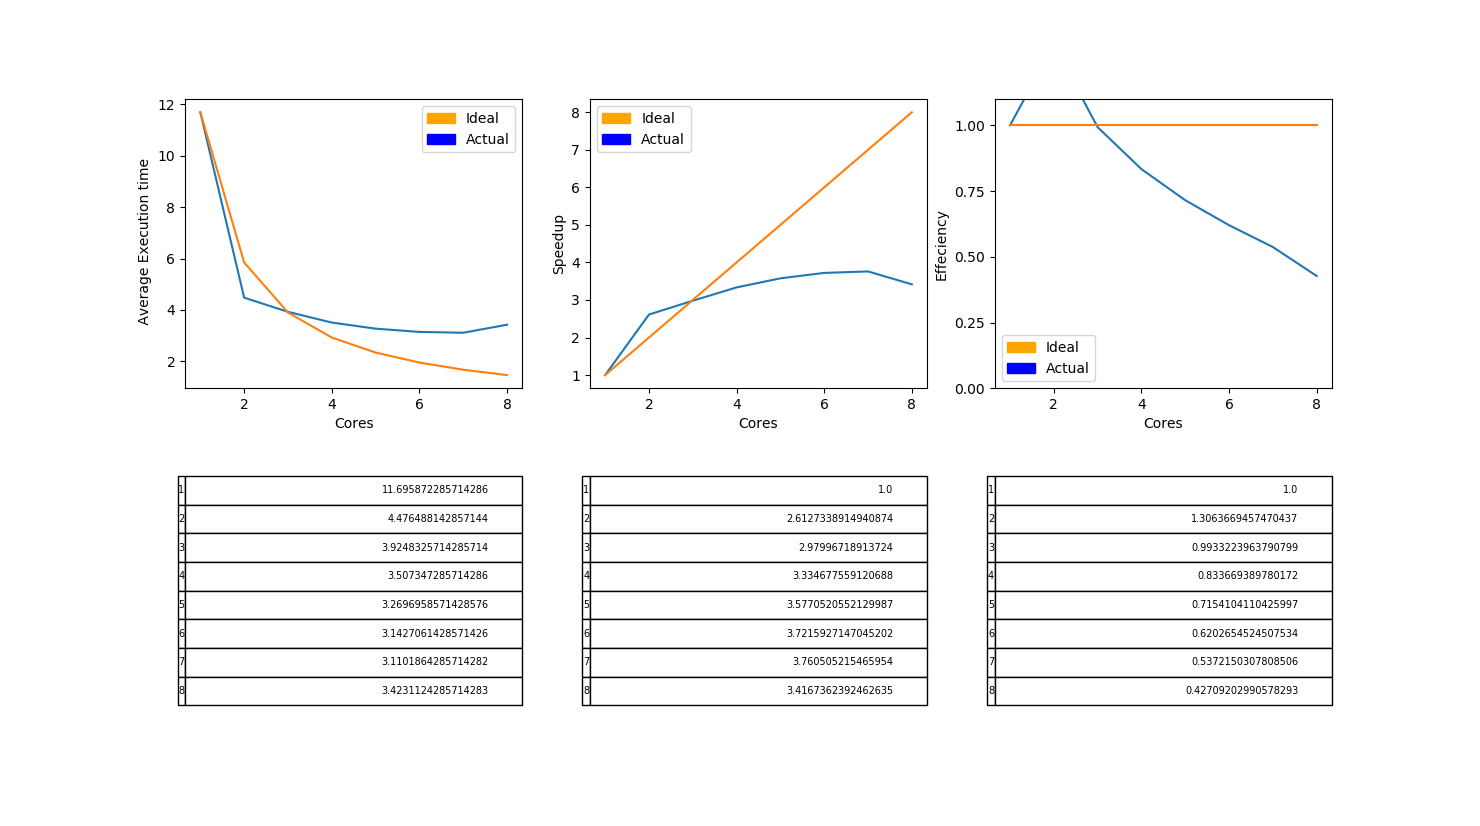 12
10
8
6
4
2
Average Execution time
Ideal
Actual
2 4 6 8
Cores
8
7
6
5
4
3
2
1
Speedup
Ideal
Actual
2 4 6 8
Cores
1.00
0.75
0.50
0.25
0.00
Effeciency
Ideal
Actual
2 4 6 8
Cores
1 11.695872285714286
2 4.476488142857144
3 3.9248325714285714
4 3.507347285714286
5 3.2696958571428576
6 3.1427061428571426
7 3.1101864285714282
8 3.4231124285714283
1 1.0
2 2.6127338914940874
3 2.97996718913724
4 3.334677559120688
5 3.5770520552129987
6 3.7215927147045202
7 3.760505215465954
8 3.4167362392462635
1 1.0
2 1.3063669457470437
3 0.9933223963790799
4 0.833669389780172
5 0.7154104110425997
6 0.6202654524507534
7 0.5372150307808506
8 0.42709202990578293